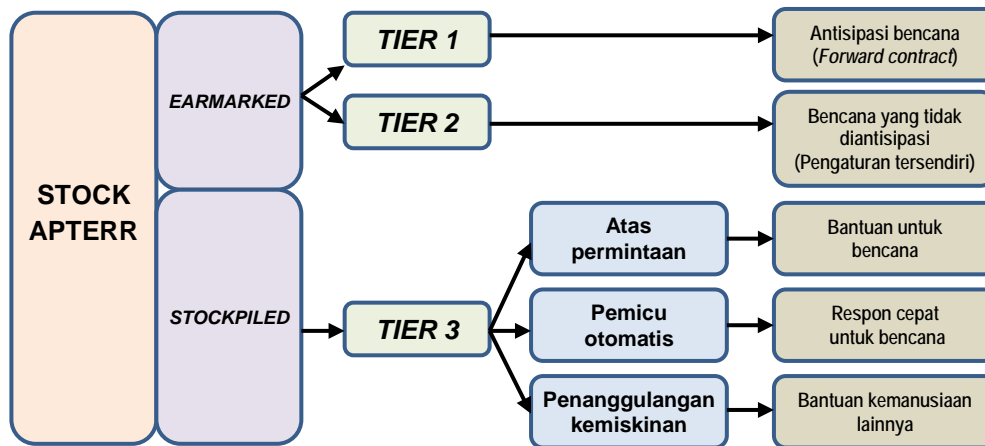 STOCK
APTERR
EARMARKED
TIER 1
Antisipasi bencana
(Forward contract)
TIER 2
Bencana yang tidak
diantisipasi
(Pengaturan tersendiri)
STOCKPILED
TIER 3
Atas
permintaan
Bantuan untuk
bencana
Pemicu
otomatis
Respon cepat
untuk bencana
Penanggulangan
kemiskinan
Bantuan kemanusiaan
lainnya